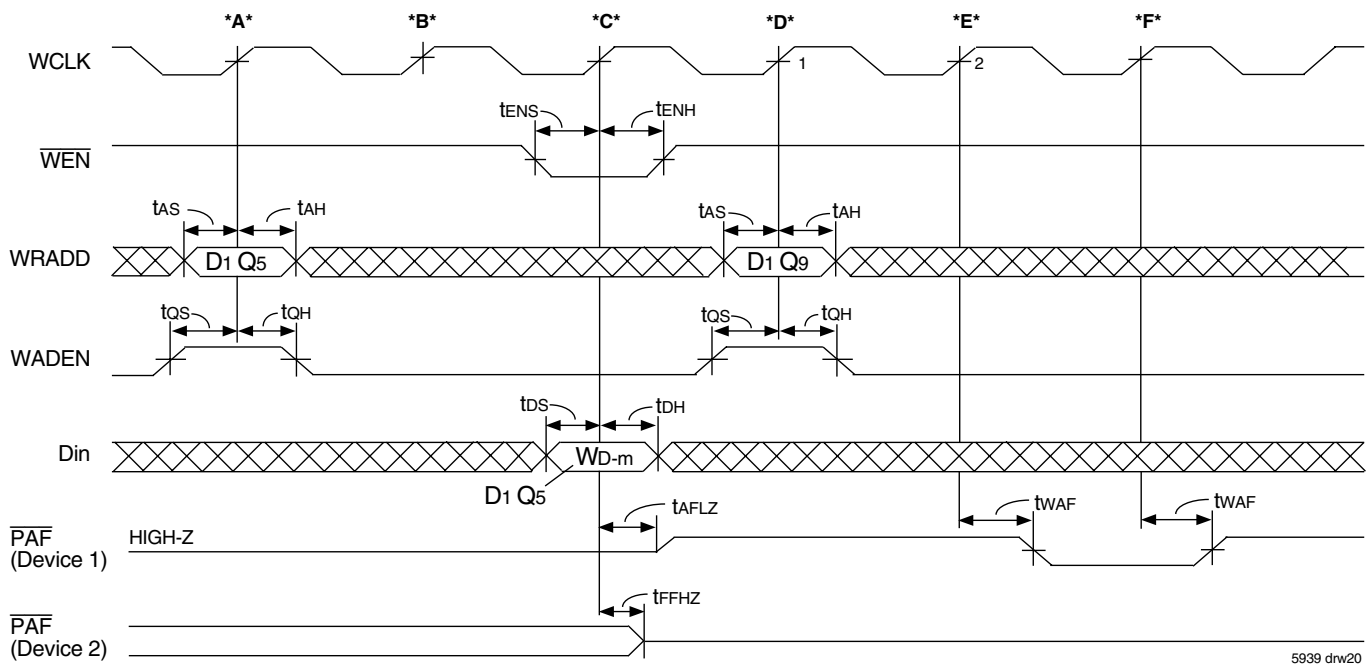 *A* *B* *C* *D* *E* *F*
WCLK
1 2
tENS tENH
WEN
tAS tAH tAS tAH
WRADD D1 Q5 D1 Q9
tQS tQH tQS tQH
WADEN
tDS tDH
Din WD-m
D1 Q5
tAFLZ tWAF tWAF
PAF HIGH-Z
(Device 1)
tFFHZ
PAF
(Device 2)
5939 drw20